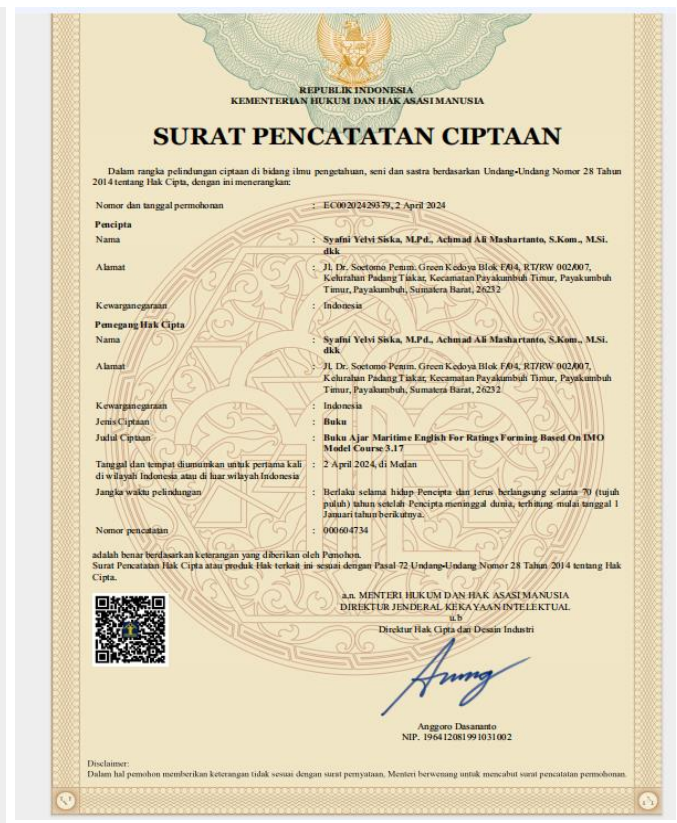 REPUBLIK INDONESIA
KEMENTERIAN HUKUM DAN HAK ASASI MANUSIA
SURAT PENCATATAN CIPTAAN
Dalam rangka pelindungan ciptaan di bidang ilmu pengetahuan, seni dan sastra berdasarkan Undang-Undang Nomor 28 Tahun
2014 tentang Hak Cipta, dengan ini menerangkan:
Nomor dan tanggal permohonan : EC00202429379, 2 April 2024
Pencipta
Nama : Syafni Yelvi Siska, M.Pd., Achmad Ali Mashartanto, S.Kom., M.Si.
dkk
Alamat : Jl. Dr. Soetomo Perum. Green Kedoya Blok F/04, RT/RW 002/007,
Kelurahan Padang Tiakar, Kecamatan Payakumbuh Timur, Payakumbuh
Timur, Payakumbuh, Sumatera Barat, 26232
Kewarganegaraan : Indonesia
Pemegang Hak Cipta
Nama : Syafni Yelvi Siska, M.Pd., Achmad Ali Mashartanto, S.Kom., M.Si.
dkk
Alamat : Jl. Dr. Soetomo Perum. Green Kedoya Blok F/04, RT/RW 002/007,
Kelurahan Padang Tiakar, Kecamatan Payakumbuh Timur, Payakumbuh
Timur, Payakumbuh, Sumatera Barat, 26232
Kewarganegaraan : Indonesia
Jenis Ciptaan : Buku
Judul Ciptaan : Buku Ajar Maritime English For Ratings Forming Based On IMO
Model Course 3.17
Tanggal dan tempat diumumkan untuk pertama kali : 2 April 2024, di Medan
di wilayah Indonesia atau di luar wilayah Indonesia
Jangka waktu pelindungan : Berlaku selama hidup Pencipta dan terus berlangsung selama 70 (tujuh
puluh) tahun setelah Pencipta meninggal dunia, terhitung mulai tanggal 1
Januari tahun berikutnya.
Nomor pencatatan : 000604734
adalah benar berdasarkan keterangan yang diberikan oleh Pemohon.
Surat Pencatatan Hak Cipta atau produk Hak terkait ini sesuai dengan Pasal 72 Undang-Undang Nomor 28 Tahun 2014 tentang Hak
Cipta.
a.n. MENTERI HUKUM DAN HAK ASASI MANUSIA
DIREKTUR JENDERAL KEKAYAAN INTELEKTUAL
u.b
Direktur Hak Cipta dan Desain Industri
Anggoro Dasananto
NIP. 196412081991031002
Disclaimer:
Dalam hal pemohon memberikan keterangan tidak sesuai dengan surat pernyataan, Menteri berwenang untuk mencabut surat pencatatan permohonan.